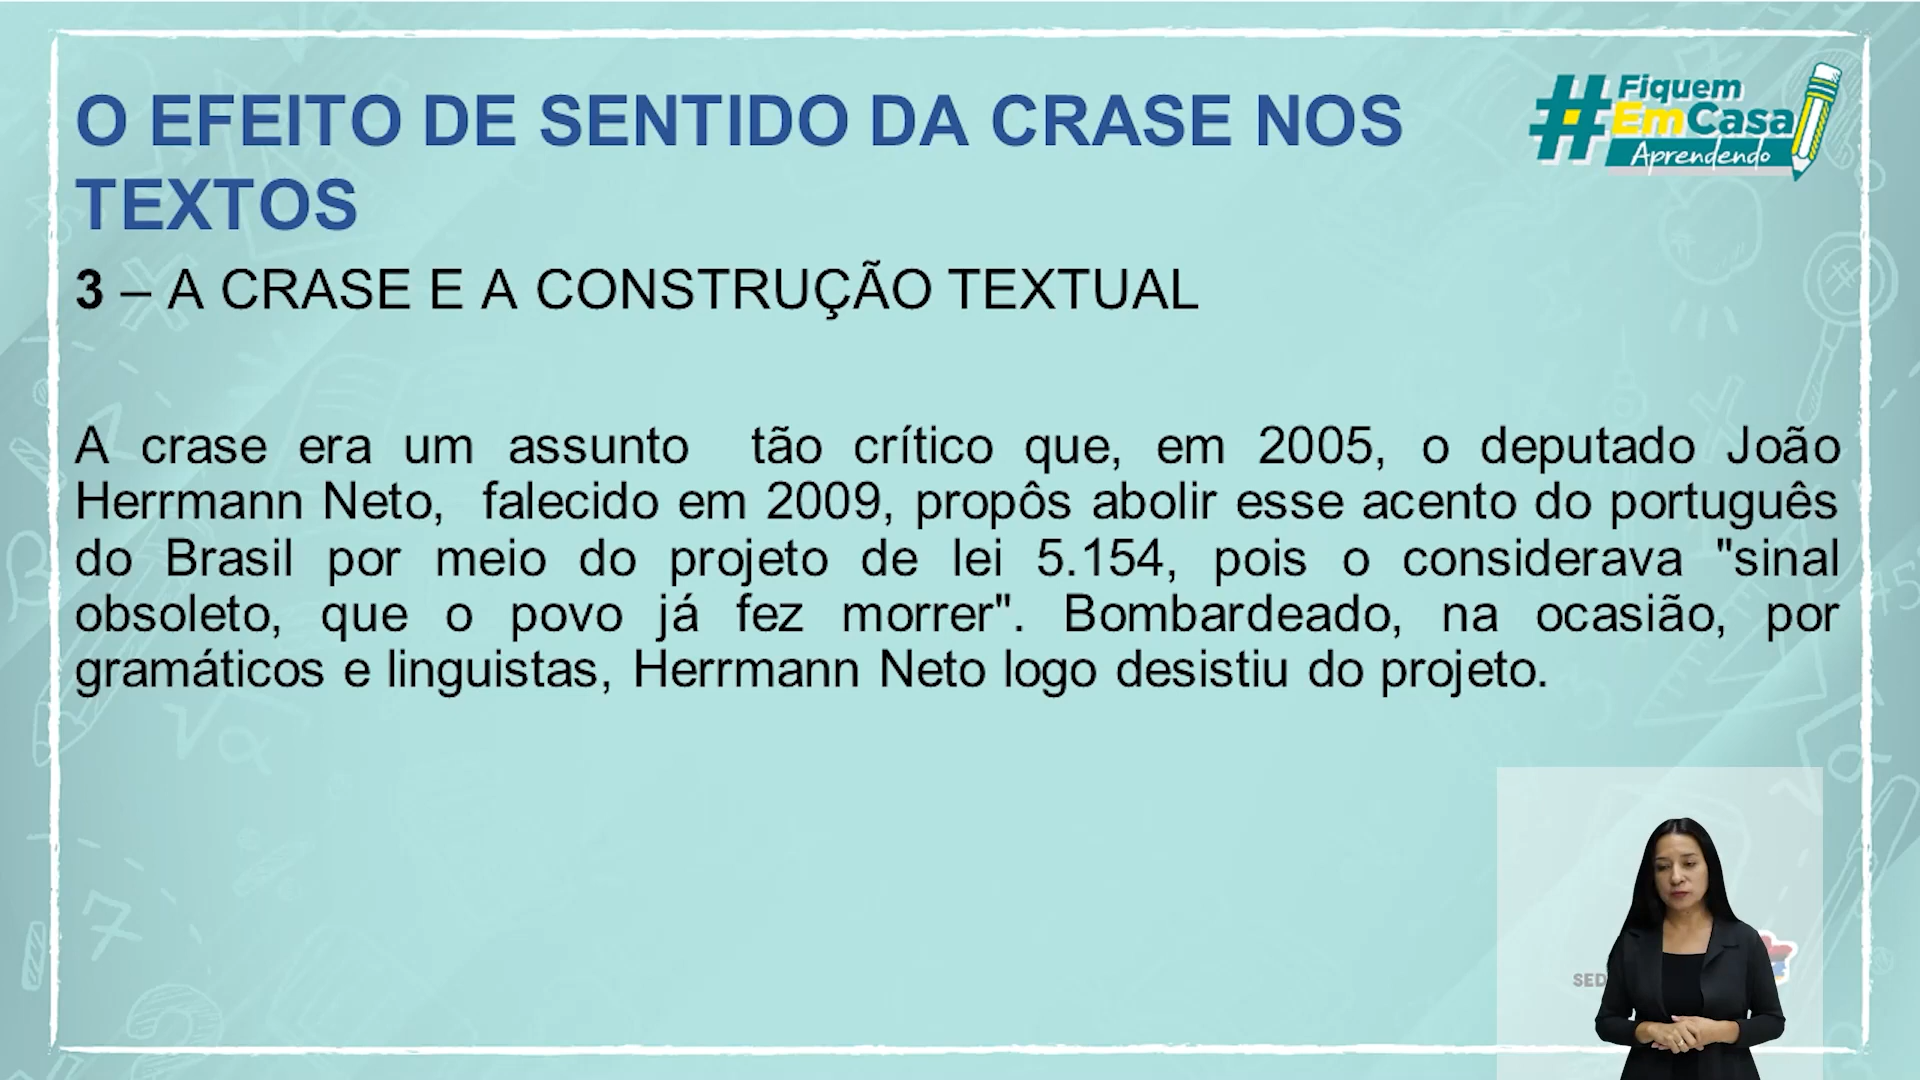 O EFEITO DE SENTIDO DA CRASE NOS
TEXTOS
#Fiquem
EmCasa
Aprendendo
3 – A CRASE E A CONSTRUÇÃO TEXTUAL
A crase era um assunto tão crítico que, em 2005, o deputado João
Herrmann Neto, falecido em 2009, propôs abolir esse acento do português
do Brasil por meio do projeto de lei 5.154, pois o considerava "sinal
obsoleto, que o povo já fez morrer". Bombardeado, na ocasião, por
gramáticos e linguistas, Herrmann Neto logo desistiu do projeto.
SED